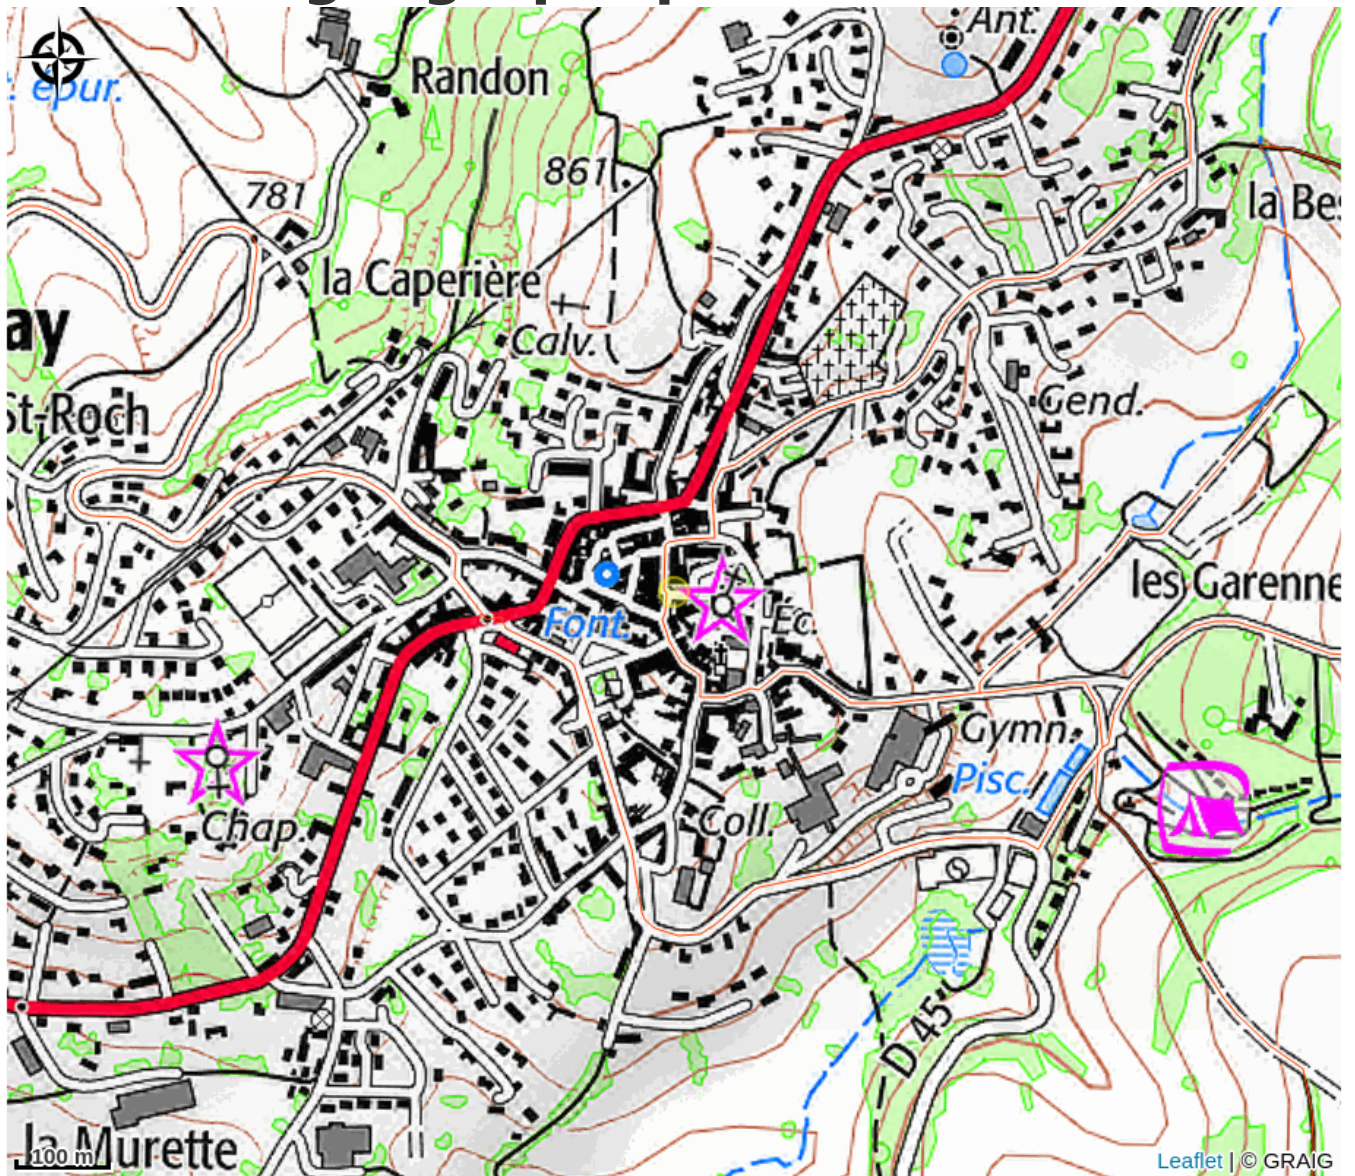 Ant.
épur.
Randon
861
781
la Bes
la Caperière
Calv.
ay
St-Roch
Gend.
les Garenne
Font.
Éc.
Gymn.
Pisc.
Chap.
Coll.
D 45
la Murette
100 m
Leaflet | © GRAIG